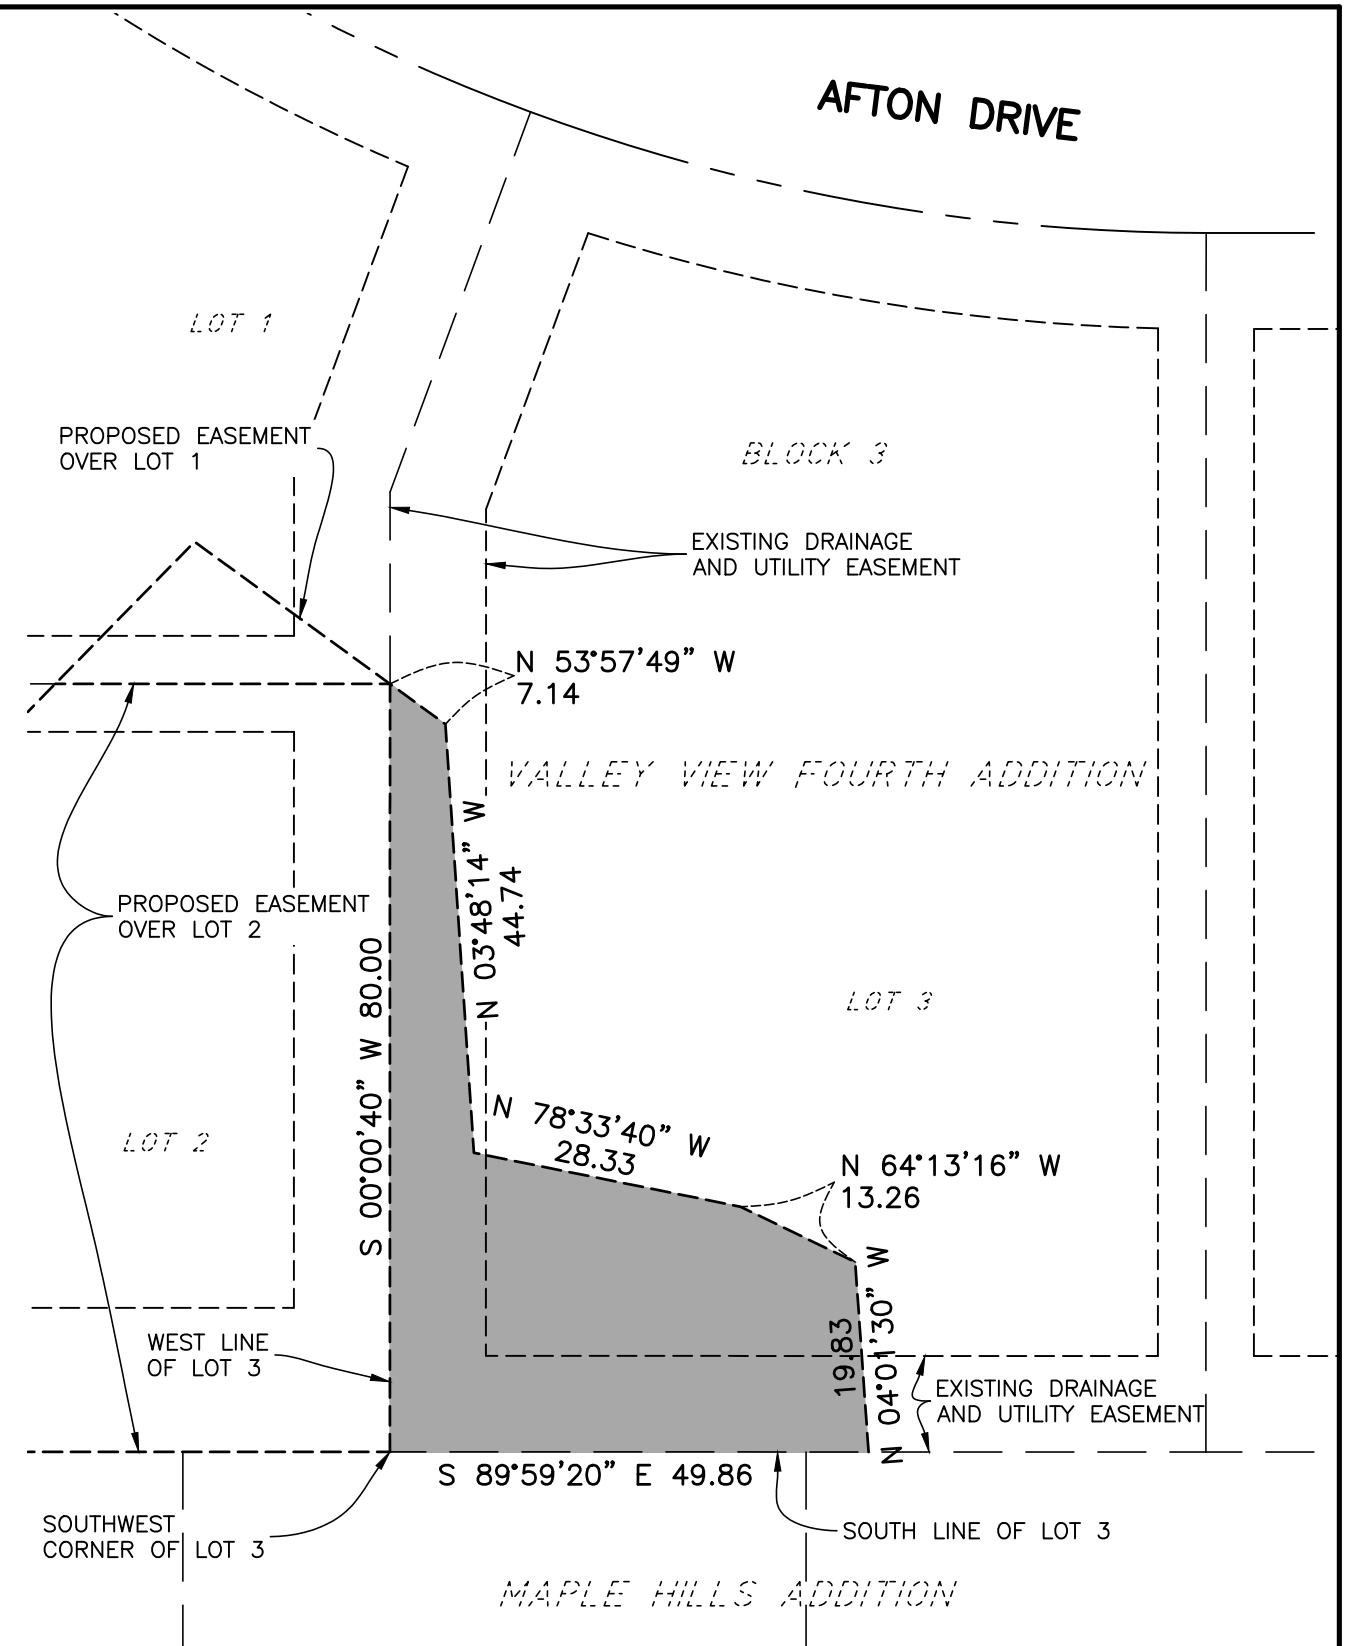 AFTON DRIVE
LOT 1
PROPOSED EASEMENT
OVER LOT 1
BLOCK 3
EXISTING DRAINAGE
AND UTILITY EASEMENT
N 53°57'49" W
7.14
VALLEY VIEW FOURTH ADDITION
N 03°48'14" W
44.74
PROPOSED EASEMENT
OVER LOT 2
S 00°00'40" W 80.00
LOT 3
LOT 2
N 78°33'40" W
28.33
N 64°13'16" W
13.26
19.83
N 04°01'30" W
WEST LINE
OF LOT 3
EXISTING DRAINAGE
AND UTILITY EASEMENT
S 89°59'20" E 49.86
SOUTHWEST
CORNER OF LOT 3
SOUTH LINE OF LOT 3
MAPLE HILLS ADDITION